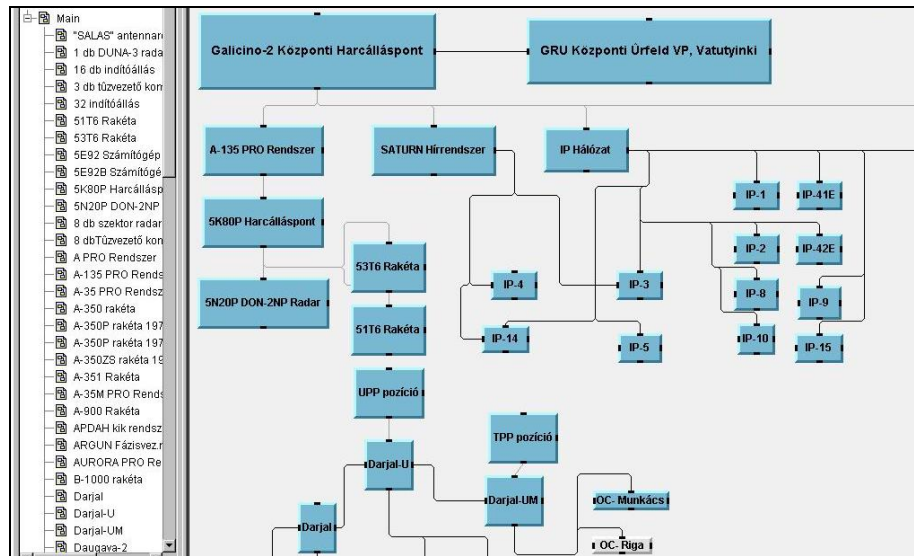 Main
"SALAS" antennare
1 db DUNA-3 rada
16 db indítóállás
3 db tûzvezető kom
32 indítóállás
51T6 Rakéta
53T6 Rakéta
5E92 Számítógép
5E92B Számítógé
5K80P Harcállásp
5N20P DON-2NP
8 db szektor radar
8 dbTûzvezető kon
A PRO Rendszer
A-135 PRO Rends
A-35 PRO Rendsz
A-350 rakéta
A-350P rakéta 197
A-350P rakéta 197
A-350ZS rakéta 19
A-351 Rakéta
A-35M PRO Rends
A-900 Rakéta
APDAH kik rendsz
ARGUN Fázisvez.r
AURORA PRO Re
B-1000 rakéta
Darjal
Darjal-U
Darjal-UM
Daugava-2
Galicino-2 Központi Harcálláspont
GRU Központi Ûrfeld VP, Vatutyinki
A-135 PRO Rendszer
SATURN Hírrendszer
IP Hálózat
IP-1
IP-41E
5K80P Harcálláspont
IP-2
IP-42E
53T6 Rakéta
IP-4
IP-3
IP-8
IP-9
5N20P DON-2NP Radar
51T6 Rakéta
IP-14
IP-5
IP-10
IP-15
UPP pozíció
TPP pozíció
Darjal-U
Darjal-UM
OC- Munkács
Darjal
OC- Riga